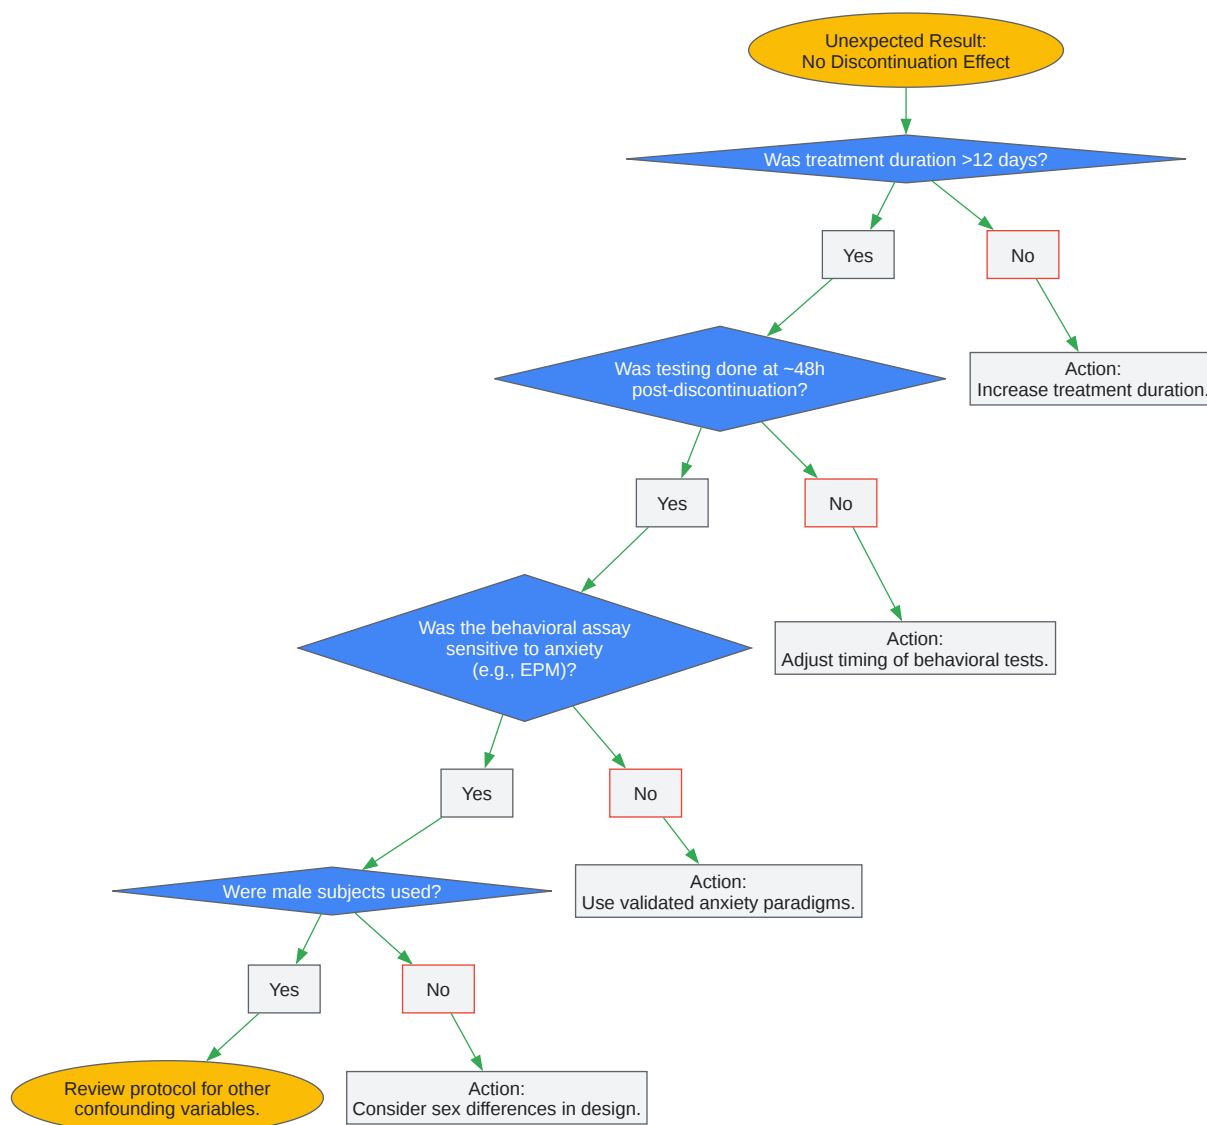 Unexpected Result:
No Discontinuation Effect
Was treatment duration >12 days?
Yes
No
Action:
Increase treatment duration.
Was testing done at ~48h
post-discontinuation?
Yes
No
Action:
Adjust timing of behavioral tests.
Was the behavioral assay
sensitive to anxiety
(e.g., EPM)?
Yes
No
Action:
Use validated anxiety paradigms.
Were male subjects used?
Yes
No
Review protocol for other
confounding variables.
Action:
Consider sex differences in design.